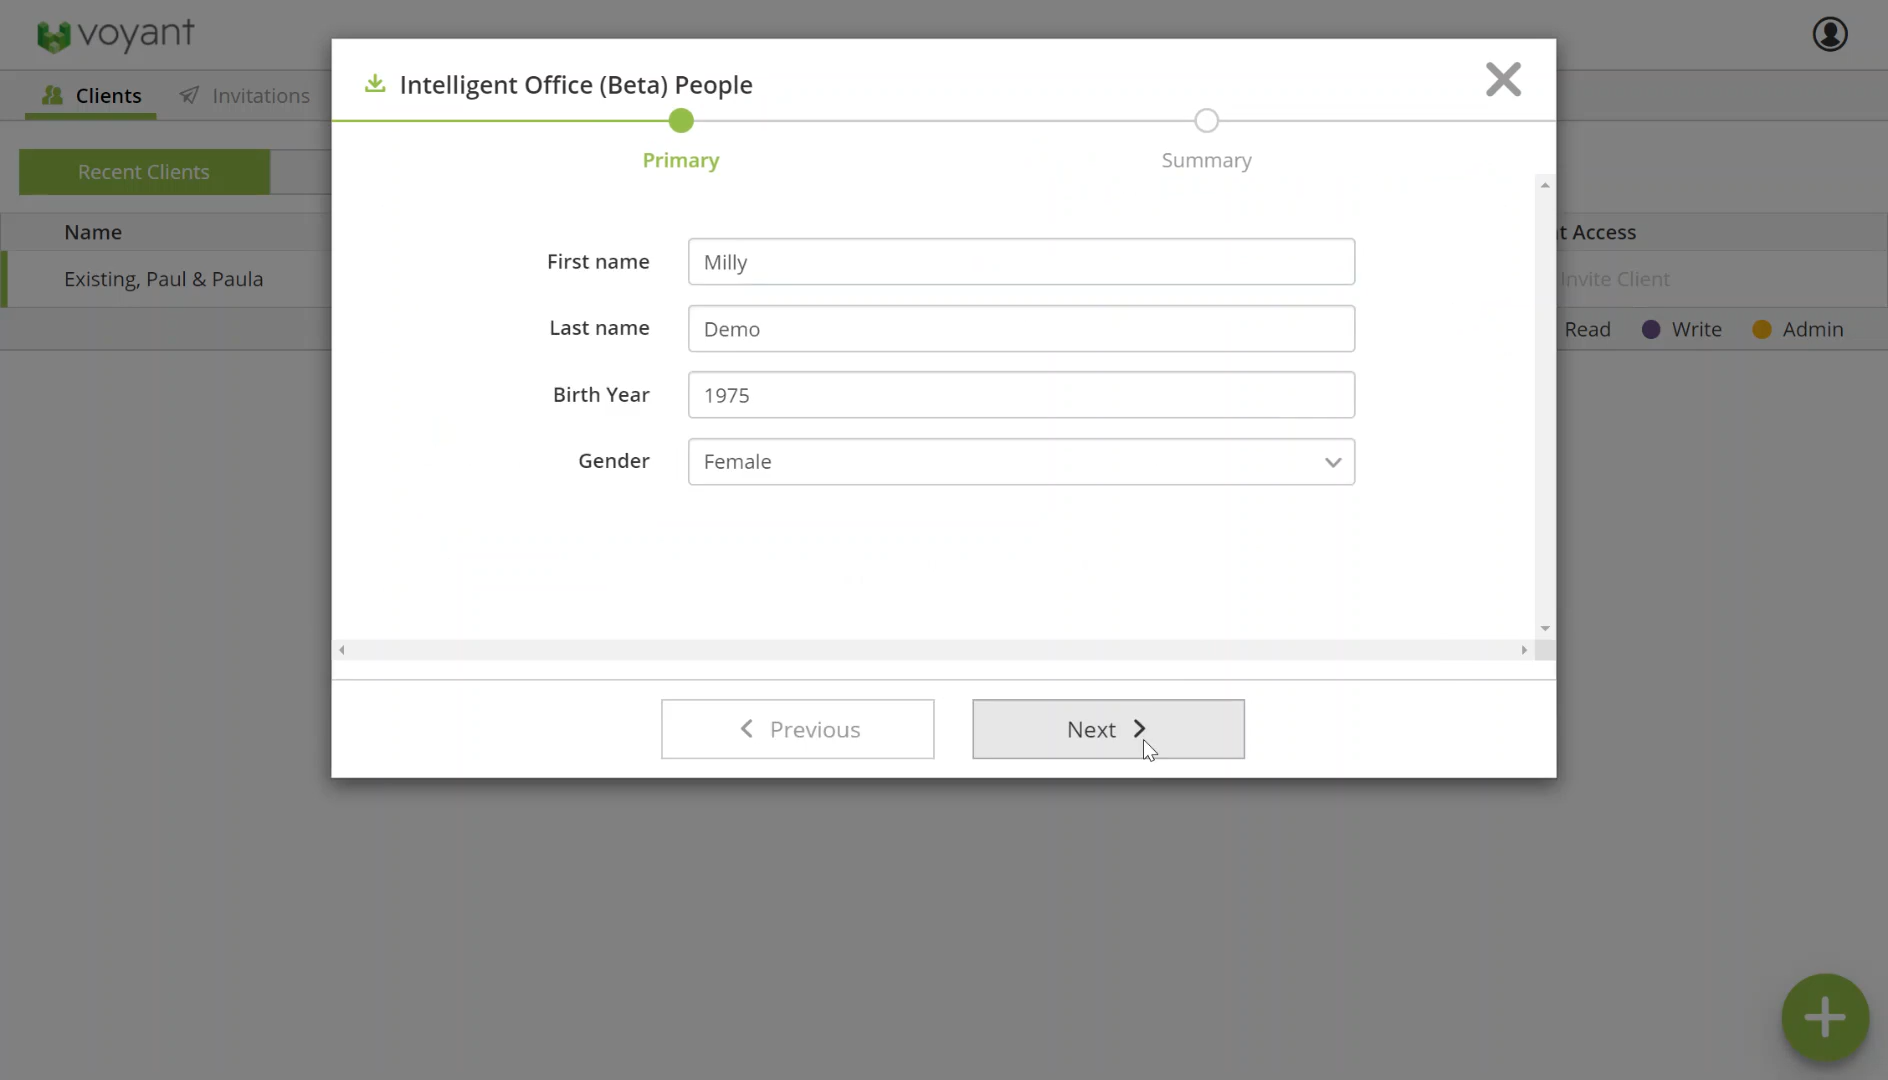 voyant
Intelligent Office (Beta) People
Clients
Invitations
Primary
Summary
Recent Clients
First name
Milly
Name
t Access
Existing, Paul & Paula
Invite Client
Last name
Demo
Read
Write
Admin
Birth Year
1975
Gender
Female
Previous
Next